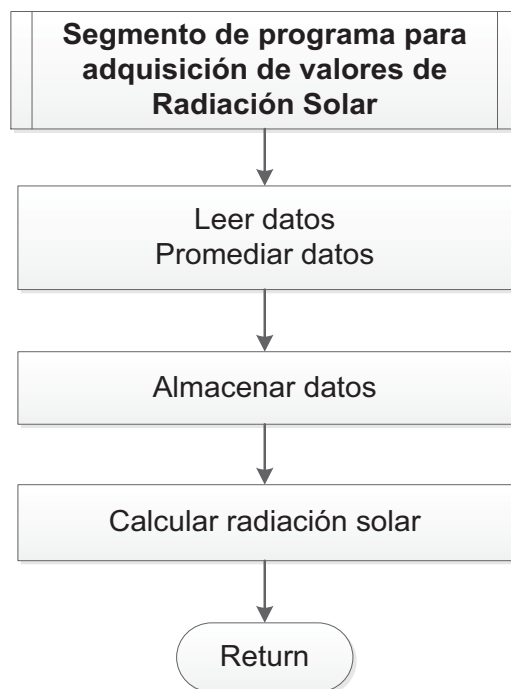 Segmento de programa para
adquisición de valores de
Radiación Solar
Leer datos
Promediar datos
Almacenar datos
Calcular radiación solar
Return